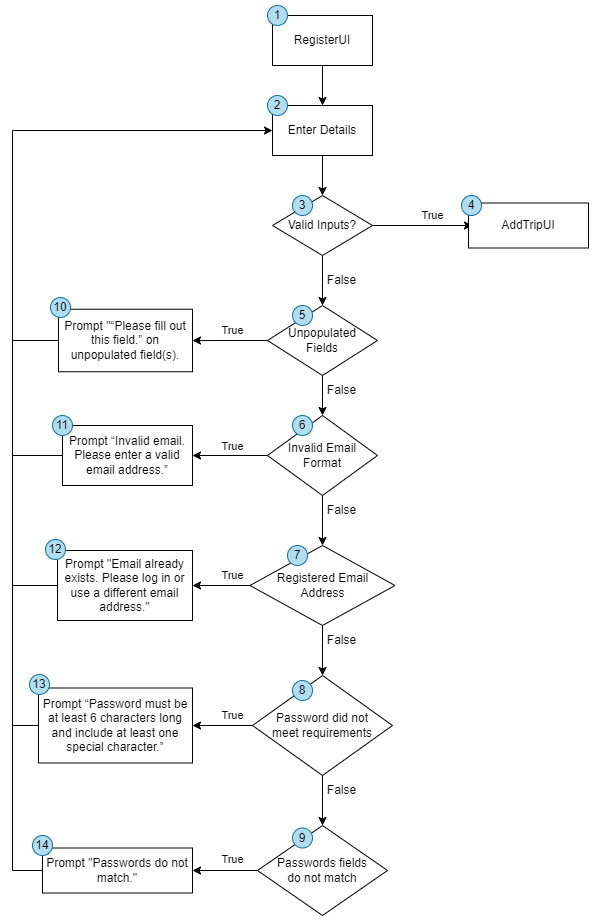 1
RegisterUI
2
Enter Details
3
Valid Inputs?
True
4
AddTripUI
False
5
Unpopulated
Fields
True
10
Prompt "“Please fill out
this field.” on
unpopulated field(s).
False
6
Invalid Email
Format
True
11
Prompt “Invalid email.
Please enter a valid
email address.”
False
7
Registered Email
Address
True
12
Prompt "Email already
exists. Please log in or
use a different email
address."
False
8
Password did not
meet requirements
True
13
Prompt “Password must be
at least 6 characters long
and include at least one
special character.”
False
9
Passwords fields
do not match
True
14
Prompt "Passwords do not
match."